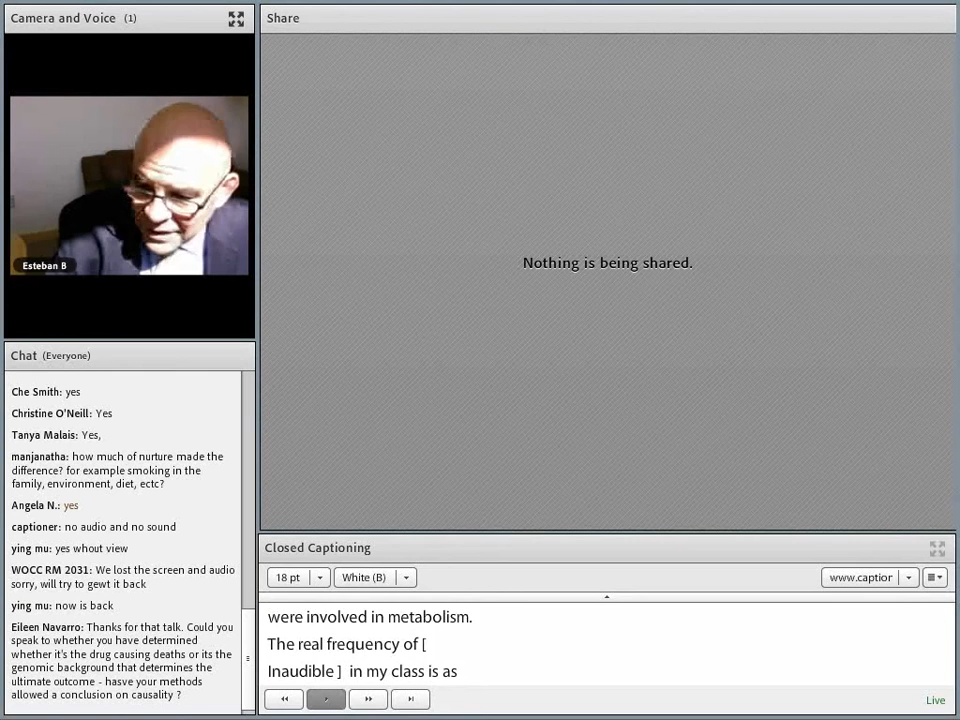 Camera and Voice (1)
Share
Esteban B
Nothing is being shared.
Chat (Everyone)
Che Smith: yes
Christine O'Neill: Yes
Tanya Malais: Yes,
manjanatha: how much of nurture made the
difference? for example smoking in the
family, environment, diet, ectc?
Angela N.: yes
captioner: no audio and no sound
ying mu: yes whout view
WOCC RM 2031: We lost the screen and audio
sorry, will try to gewt it back
ying mu: now is back
Eileen Navarro: Thanks for that talk. Could you
speak to whether you have determined
whether it's the drug causing deaths or its the
genomic background that determines the
ultimate outcome - hasve your methods
allowed a conclusion on causality ?
Closed Captioning
18 pt
White (B)
www.caption
were involved in metabolism.
The real frequency of [
Inaudible ] in my class is as
Live